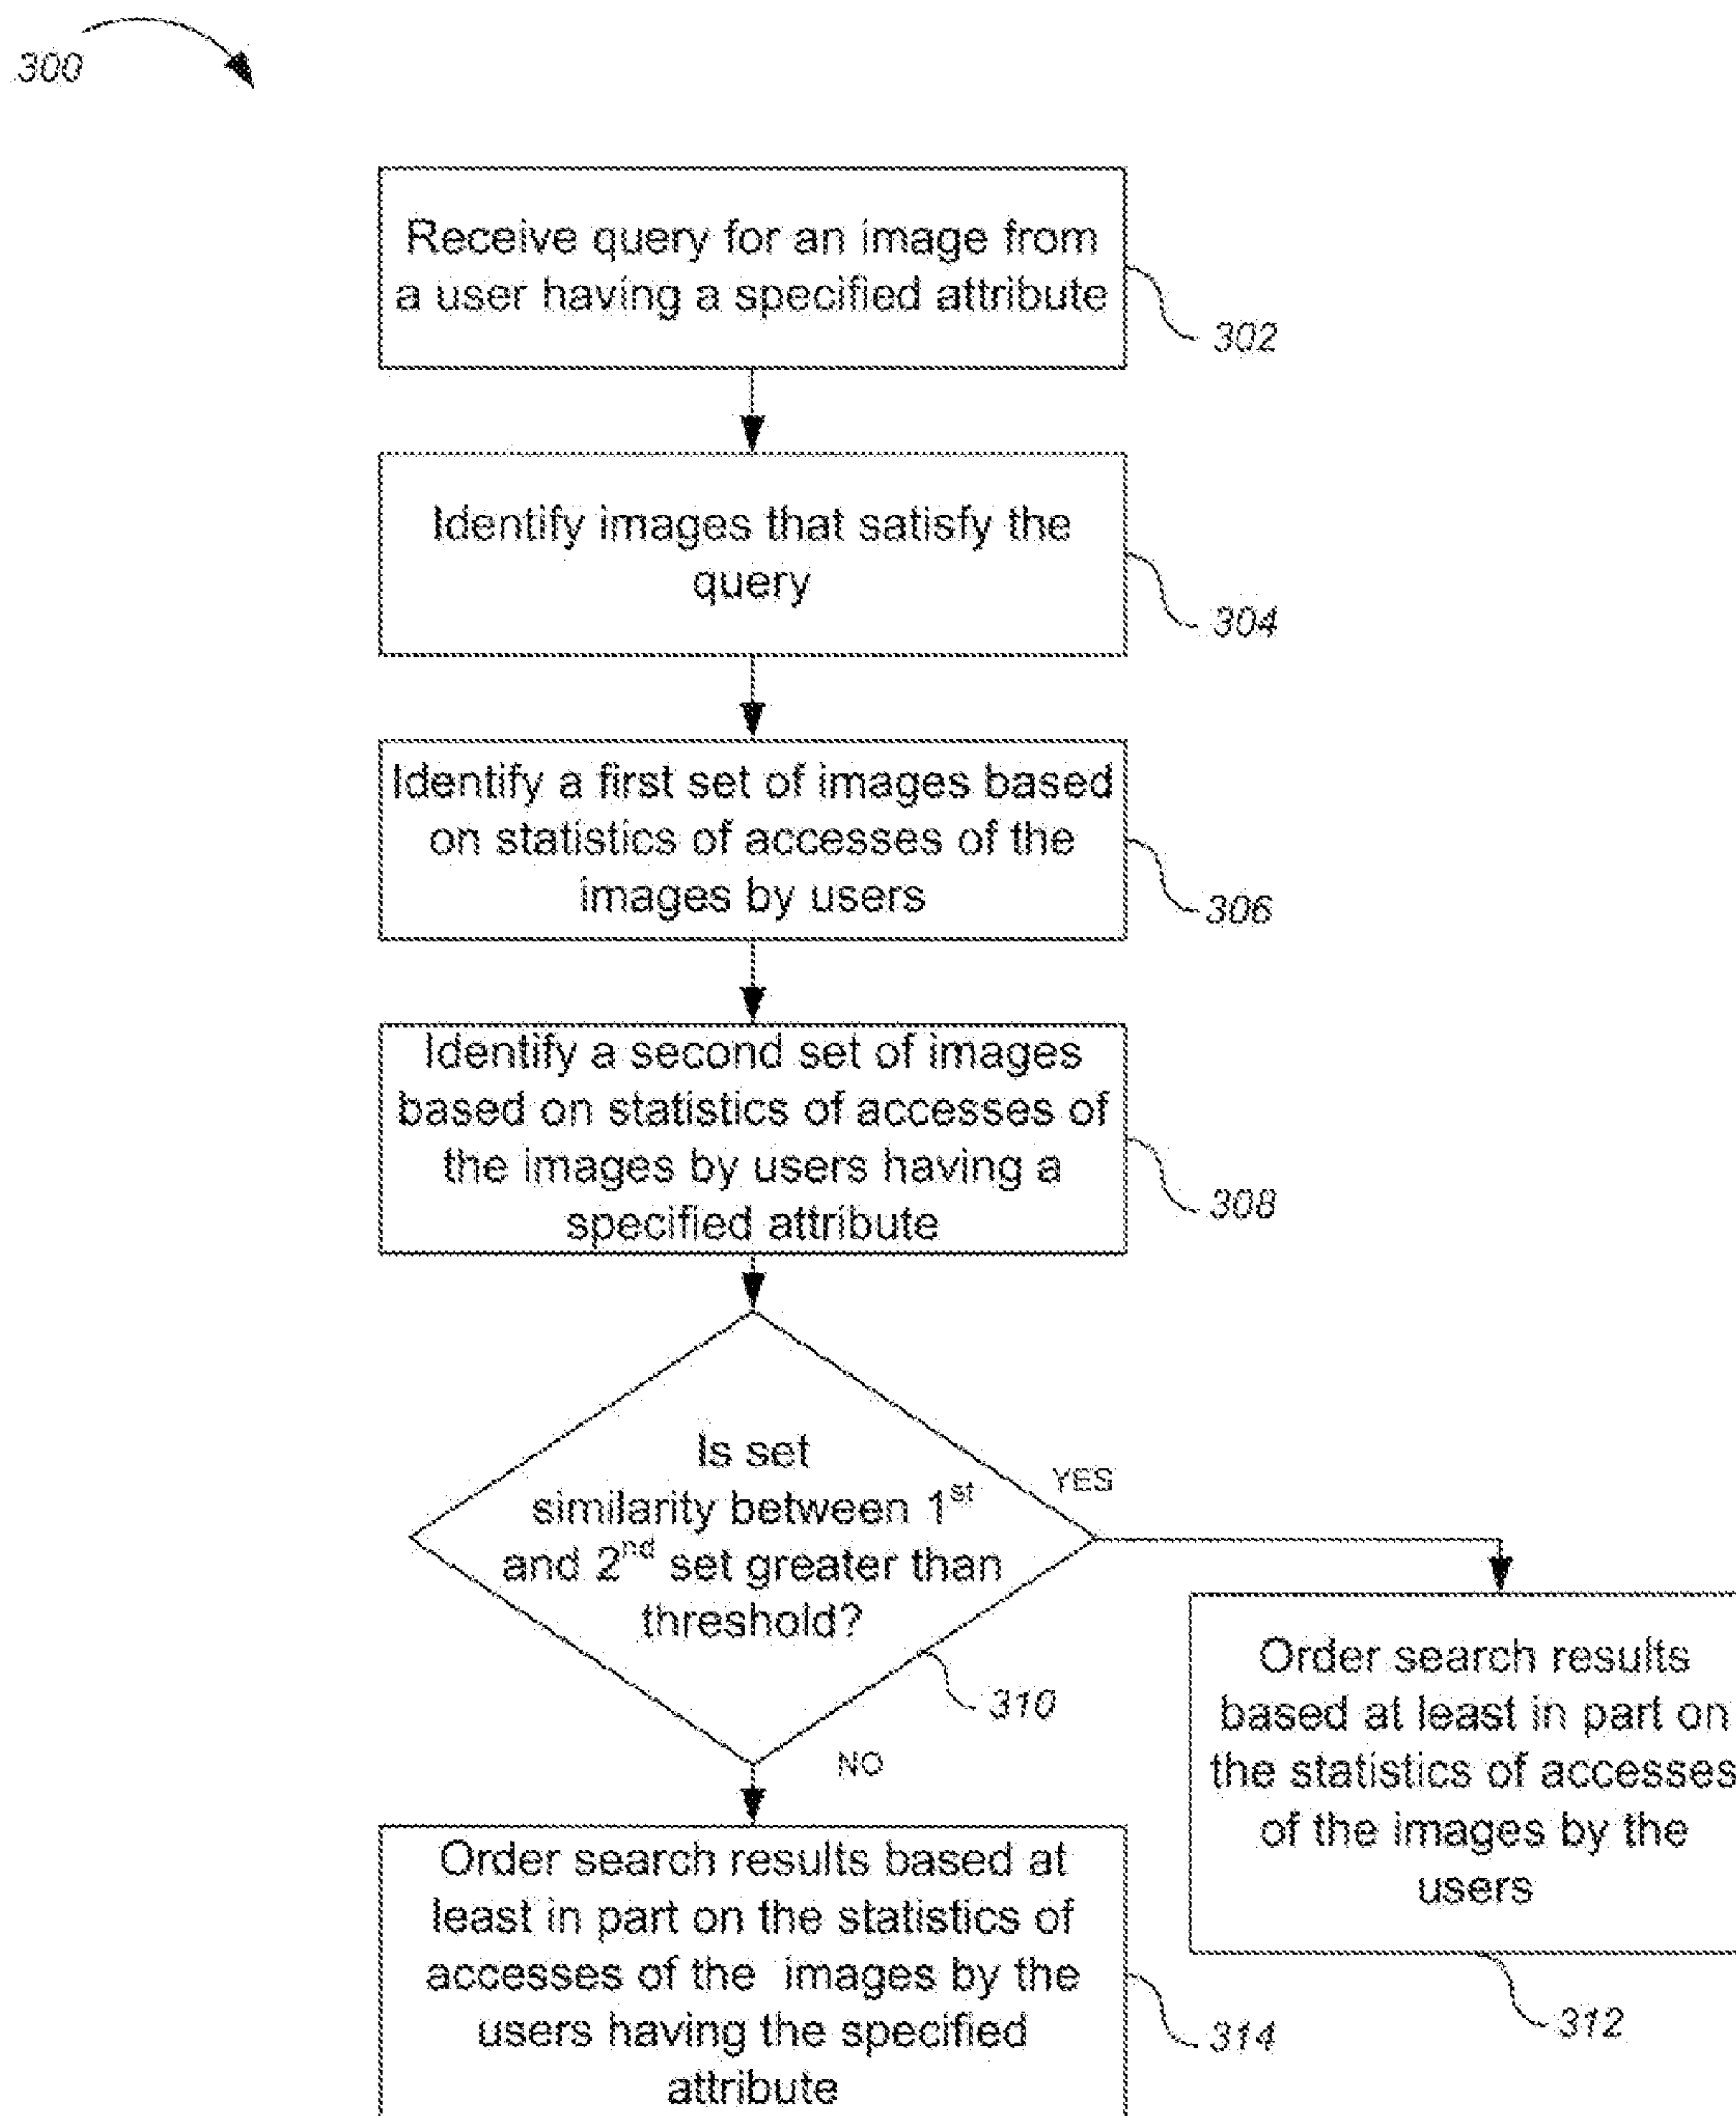 300
Receive query for an image from
a user having a specified attribute
302
Identify images that satisfy the
query
304
Identify a first set of images based
on statistics of accesses of the
images by users
306
Identify a second set of images
based on statistics of accesses of
the images by users having a
specified attribute
308
Is set
similarity between 1st
and 2nd set greater than
threshold?
310
YES
NO
Order search results
based at least in part on
the statistics of accesses
of the images by the
users
312
Order search results based at
least in part on the statistics of
accesses of the images by the
users having the specified
attribute
314